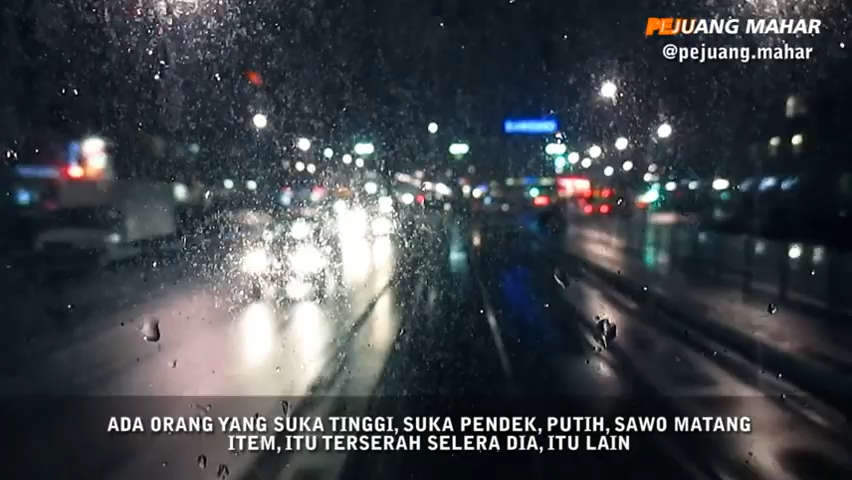 PEJUANG MAHAR
@pejuang.mahar
ADA ORANG YANG SUKA TINGGI, SUKA PENDEK, PUTIH, SAWO MATANG
ITEM, ITU TERSERAH SELERA DIA, ITU LAIN